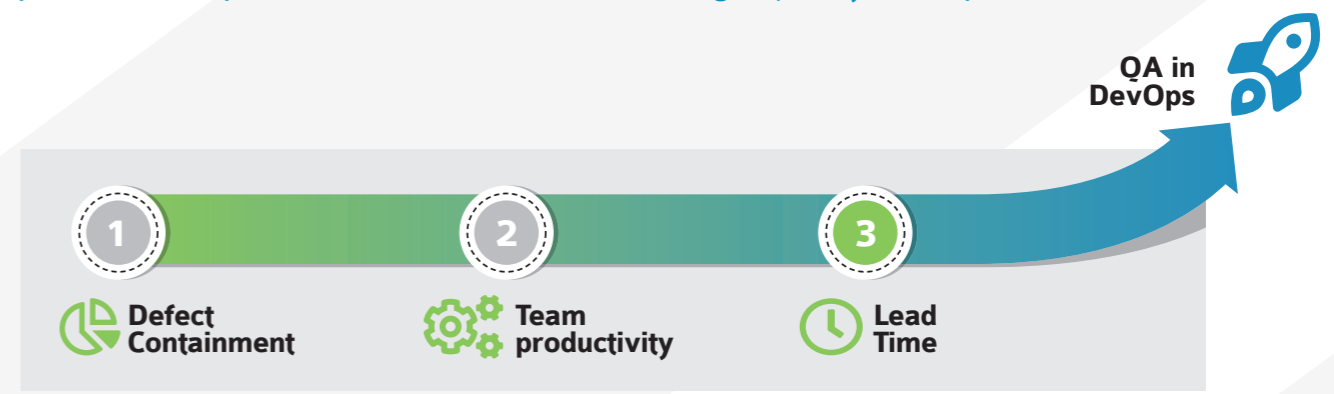 QA in
DevOps
1
2
3
Defect
Containment
Team
productivity
Lead
Time